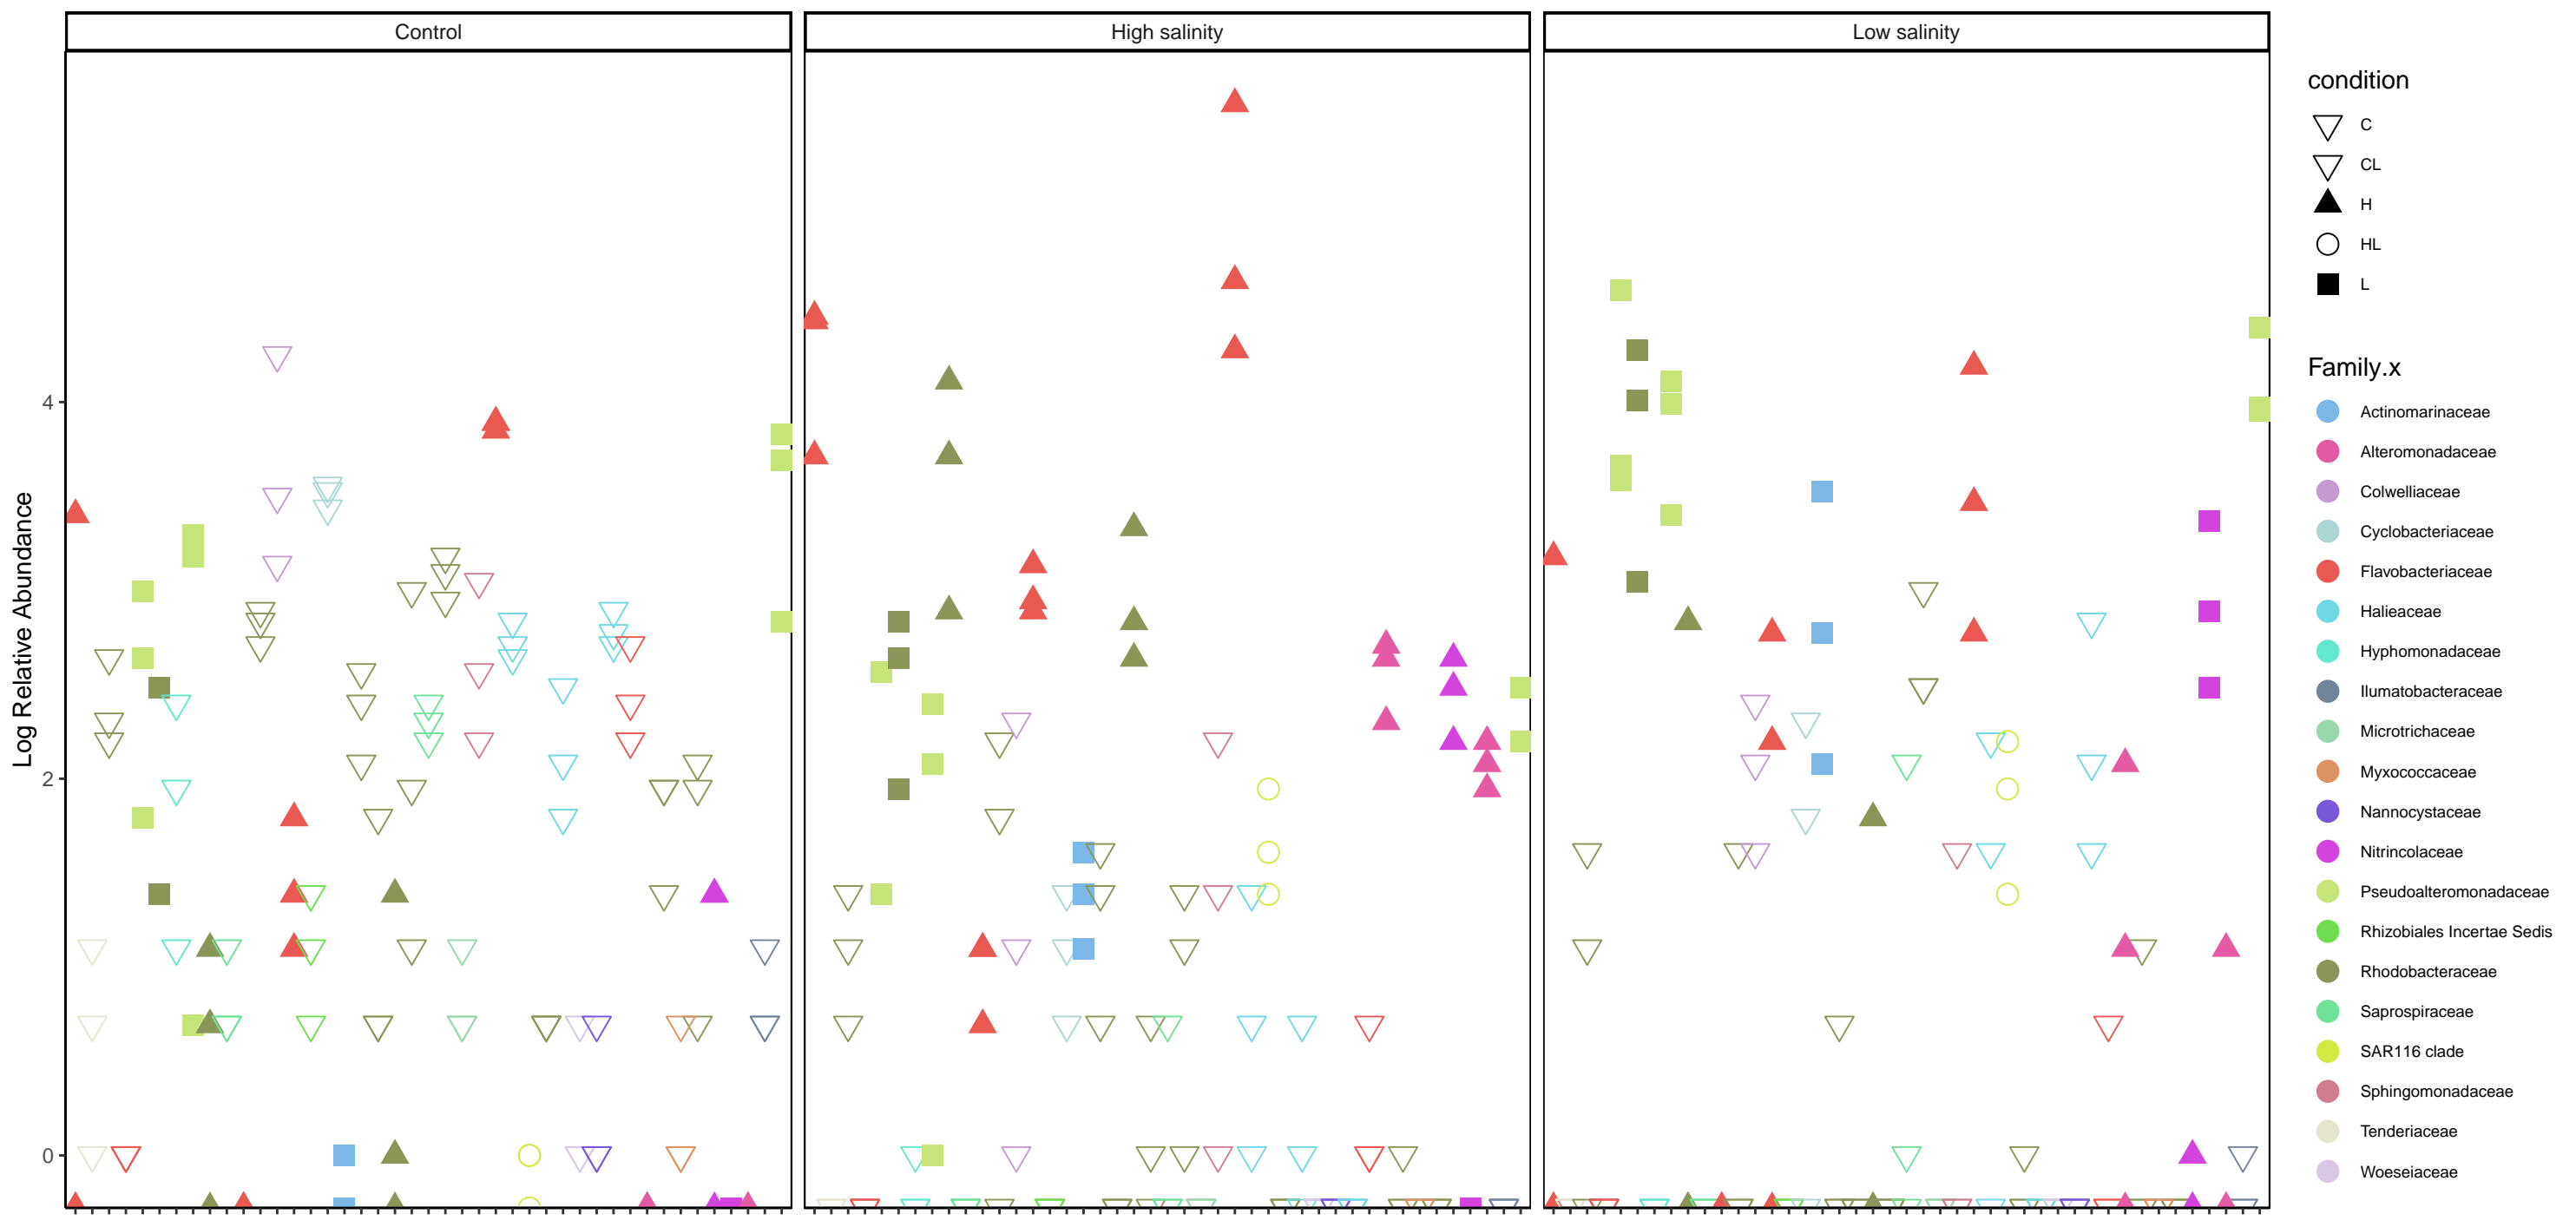 Control
High salinity
Low salinity
Log Relative Abundance
4
2
0
condition
C
CL
H
HL
L
Family.x
Actinomarinaceae
Alteromonadaceae
Colwelliaceae
Cyclobacteriaceae
Flavobacteriaceae
Halieaceae
Hyphomonadaceae
Ilumatobacteraceae
Microtrichaceae
Myxococcaceae
Nannocystaceae
Nitrincolaceae
Pseudoalteromonadaceae
Rhizobiales Incertae Sedis
Rhodobacteraceae
Saprospiraceae
SAR116 clade
Sphingomonadaceae
Tenderiaceae
Woeseiaceae